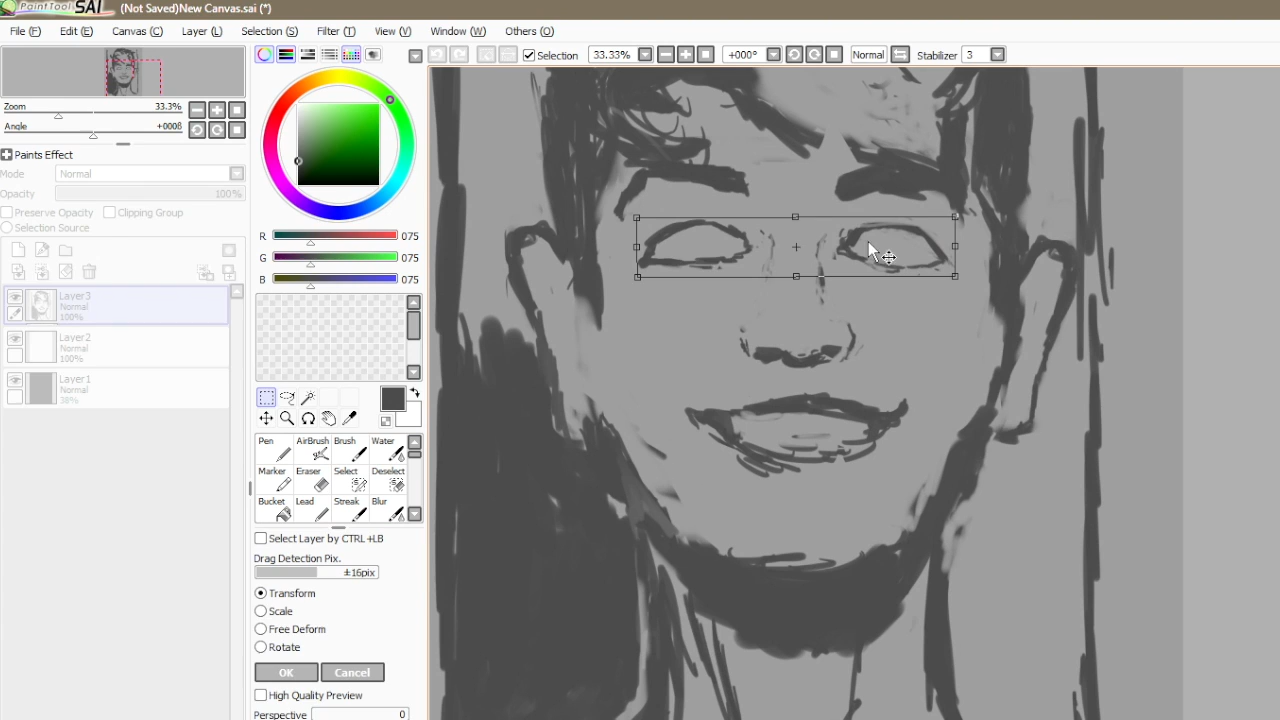 PaintTool SAI (Not Saved)New Canvas.sai (*)
File (F) Edit (E) Canvas (C) Layer (L) Selection (S) Filter (T) View (V) Window (W) Others (O)
Selection 33.33% +000° Normal Stabilizer 3
Zoom 33.3%
Angle +000ß
Paints Effect
Mode Normal
Opacity 100%
Preserve Opacity Clipping Group
Selection Source
Layer3
Normal
100%
Layer2
Normal
100%
Layer1
Normal
38%
R 075
G 075
B 075
Pen AirBrush Brush Water
Marker Eraser Select Deselect
Bucket Lead Streak Blur
Select Layer by CTRL+LB
Drag Detection Pix.
±16pix
Transform
Scale
Free Deform
Rotate
OK Cancel
High Quality Preview
Perspective 0